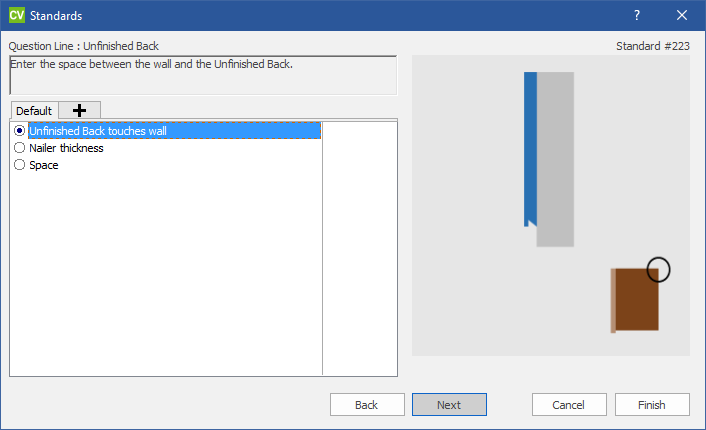 CV Standards ?
Question Line : Unfinished Back Standard #223
Enter the space between the wall and the Unfinished Back.
Default
Unfinished Back touches wall
Nailer thickness
Space
Back Next Cancel Finish